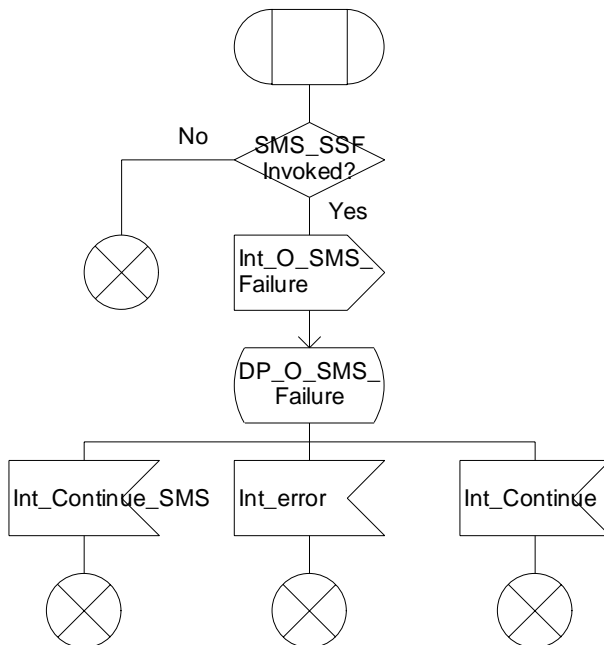 No
SMS_SSF
Invoked?
Yes
Int_O_SMS_
Failure
DP_O_SMS_
Failure
Int_Continue_SMS
Int_error
Int_Continue